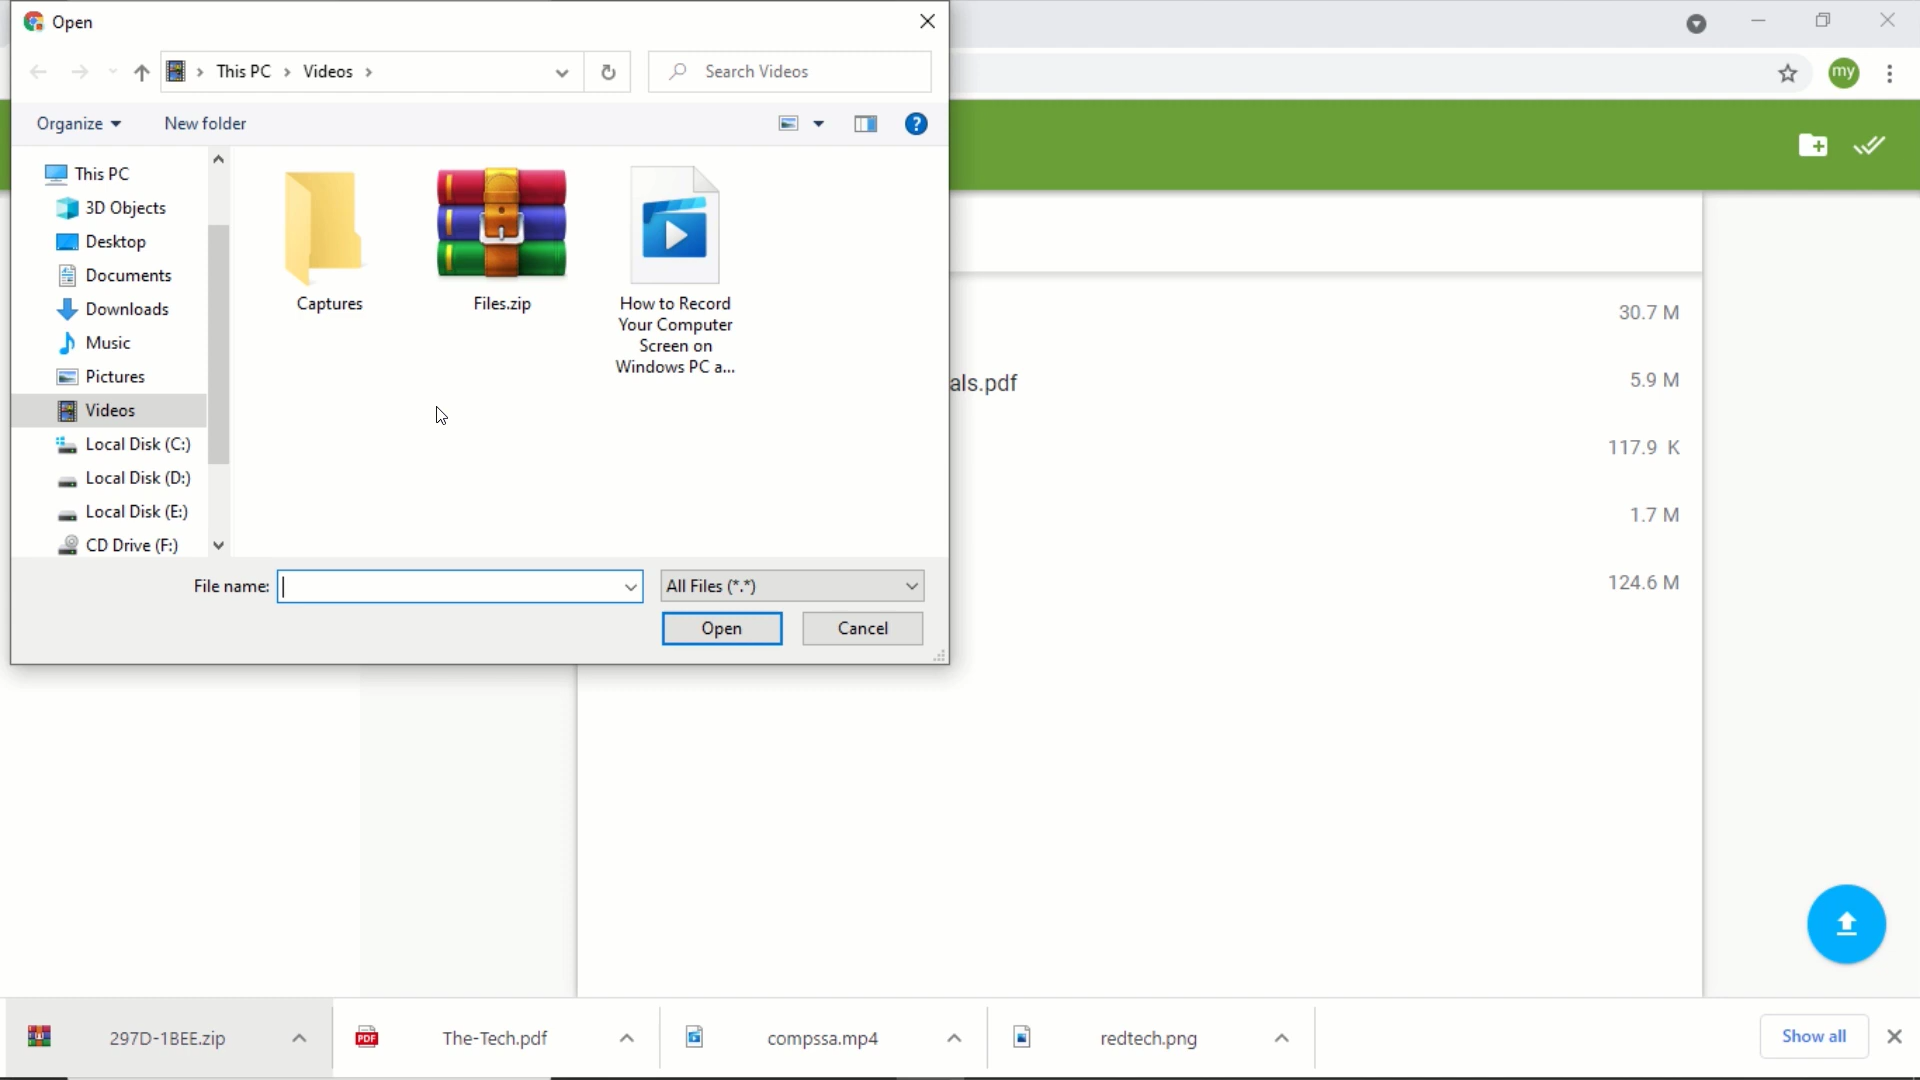 Open
This PC
Videos
Search Videos
my
Organize
New folder
?
This PC
3D Objects
Desktop
Documents
Downloads
Music
Pictures
Videos
Local Disk (C:)
Local Disk (D:)
Local Disk (E:)
CD Drive (F:)
Captures
Files.zip
How to Record
Your Computer
Screen on
Windows PC a...
File name:
All Files (*.*)
Open
Cancel
30.7 M
als.pdf
5.9 M
117.9 K
1.7 M
124.6 M
297D-1BEE.zip
PDF
The-Tech.pdf
compssa.mp4
redtech.png
Show all